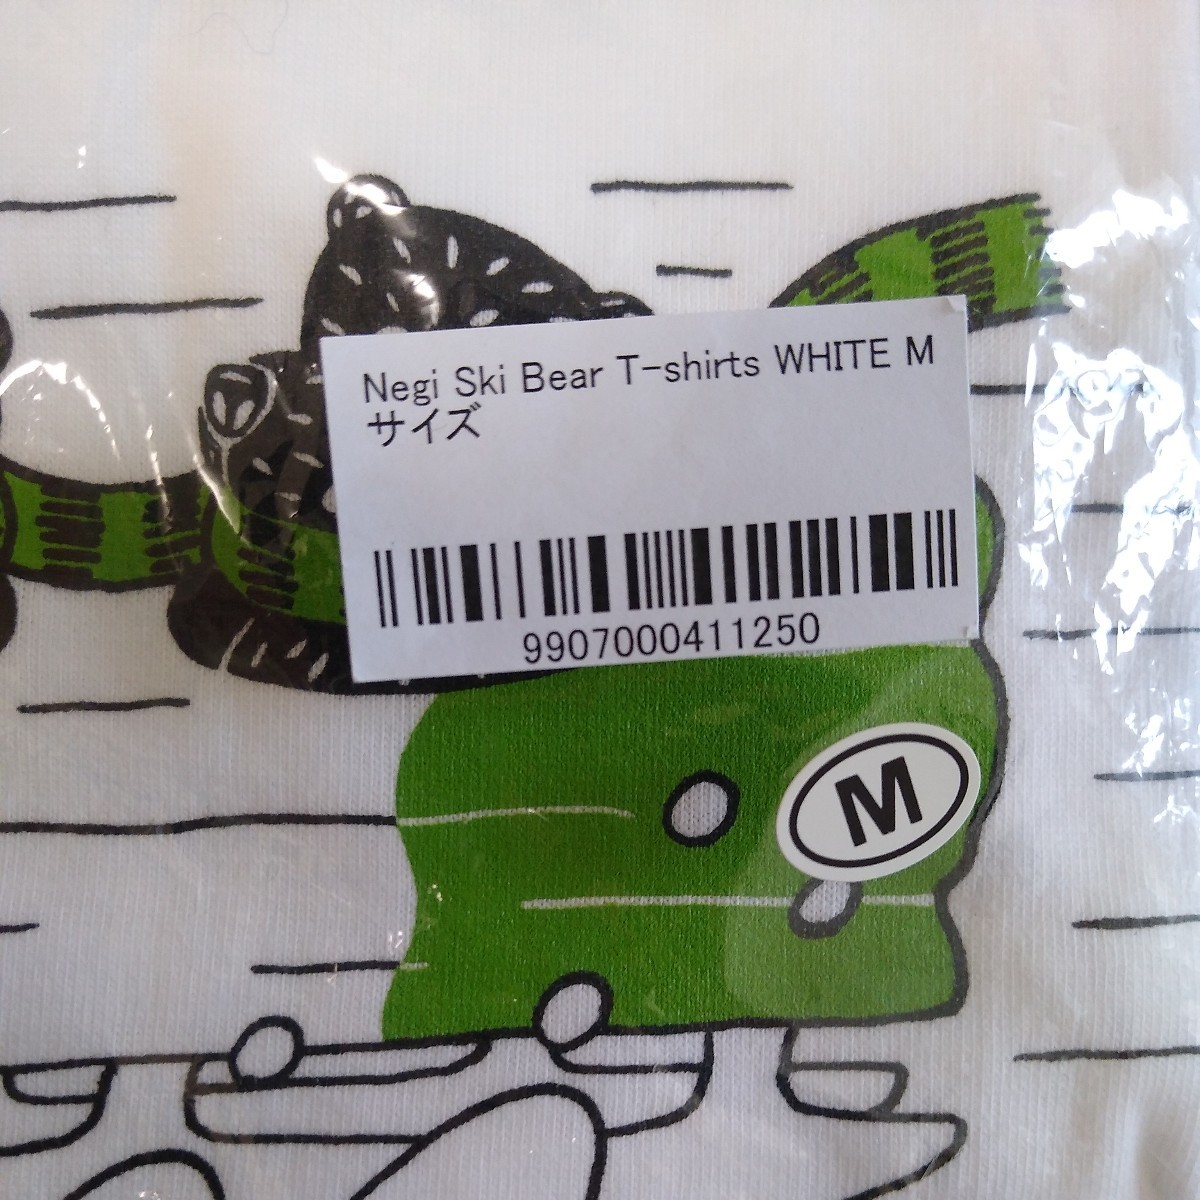 Negi Ski Bear T-shirts WHITE M
サイズ
9907000411250
M